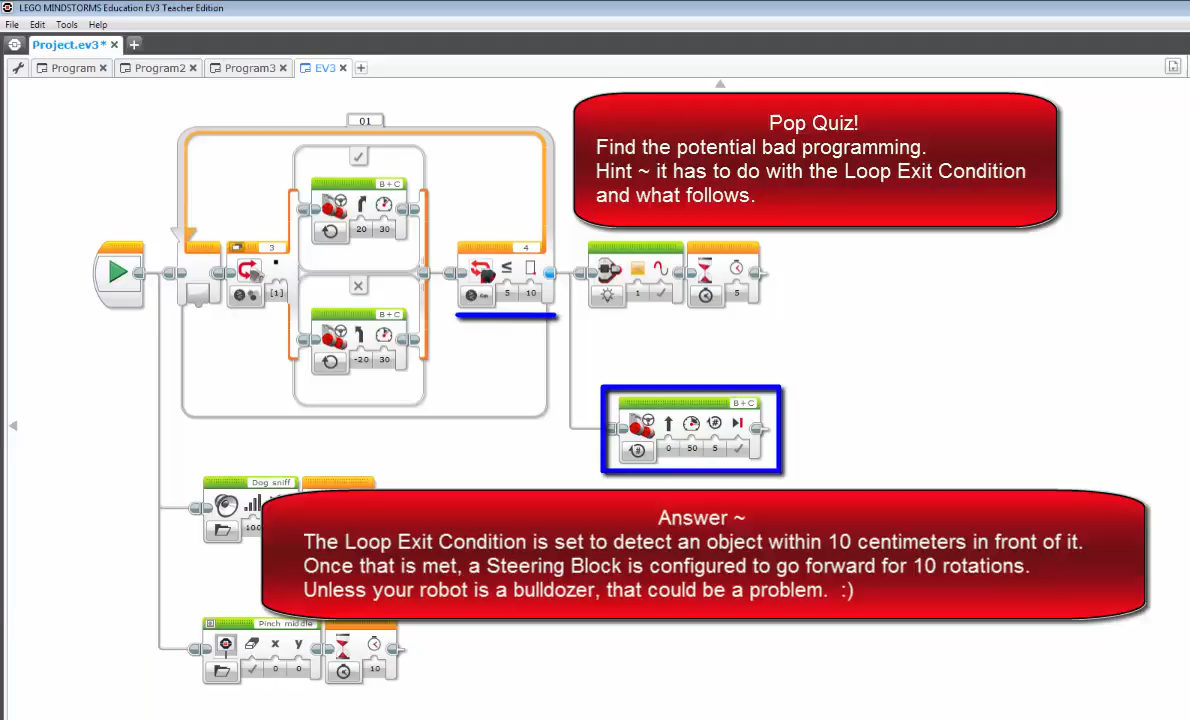 LEGO MINDSTORMS Education EV3 Teacher Edition
File Edit Tools Help
Project.ev3*
Program Program2 Program3 EV3
01
Pop Quiz!
Find the potential bad programming.
Hint ~ it has to do with the Loop Exit Condition
and what follows.
B + C
20 30
3
[1]
4
≤
5 10
1
5
B + C
-20 30
B + C
#
0 50 5
#
Dog sniff
100
Answer ~
The Loop Exit Condition is set to detect an object within 10 centimeters in front of it.
Once that is met, a Steering Block is configured to go forward for 10 rotations.
Unless your robot is a bulldozer, that could be a problem. :)
Pinch middle
x y
0 0
10